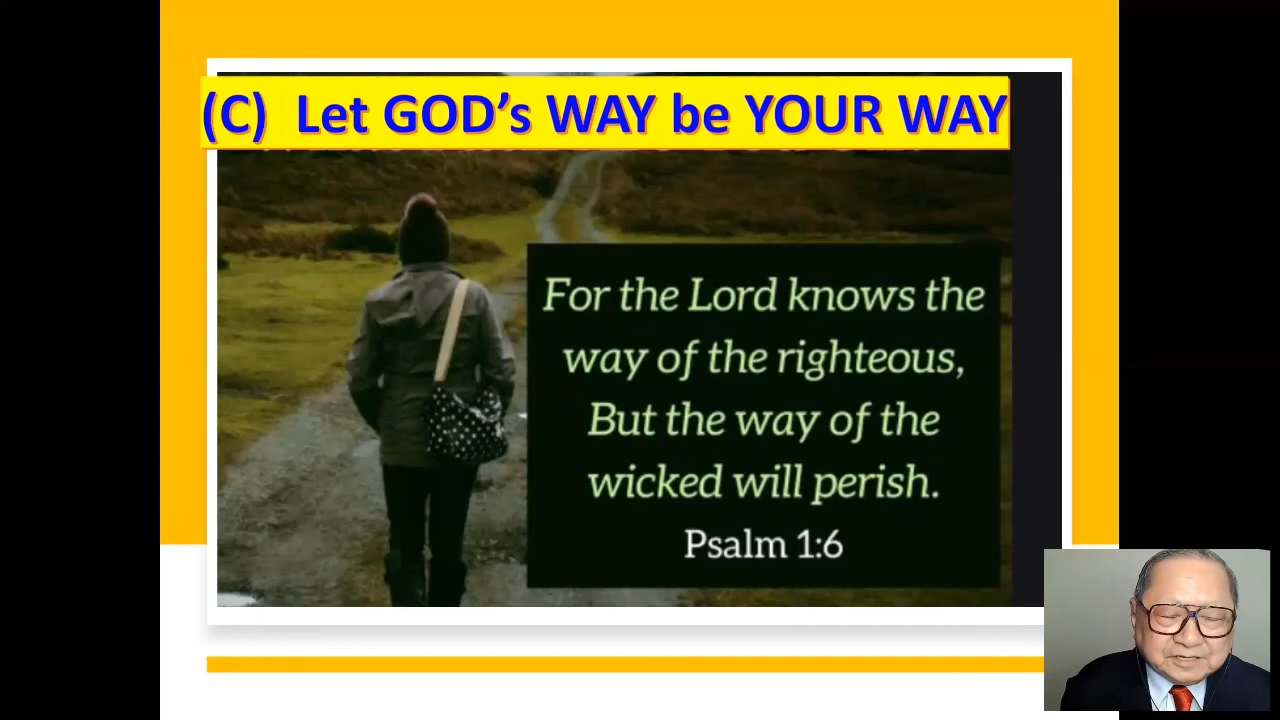 (C) Let GOD's WAY be YOUR WAY
For the Lord knows the
way of the righteous,
But the way of the
wicked will perish.
Psalm 1:6